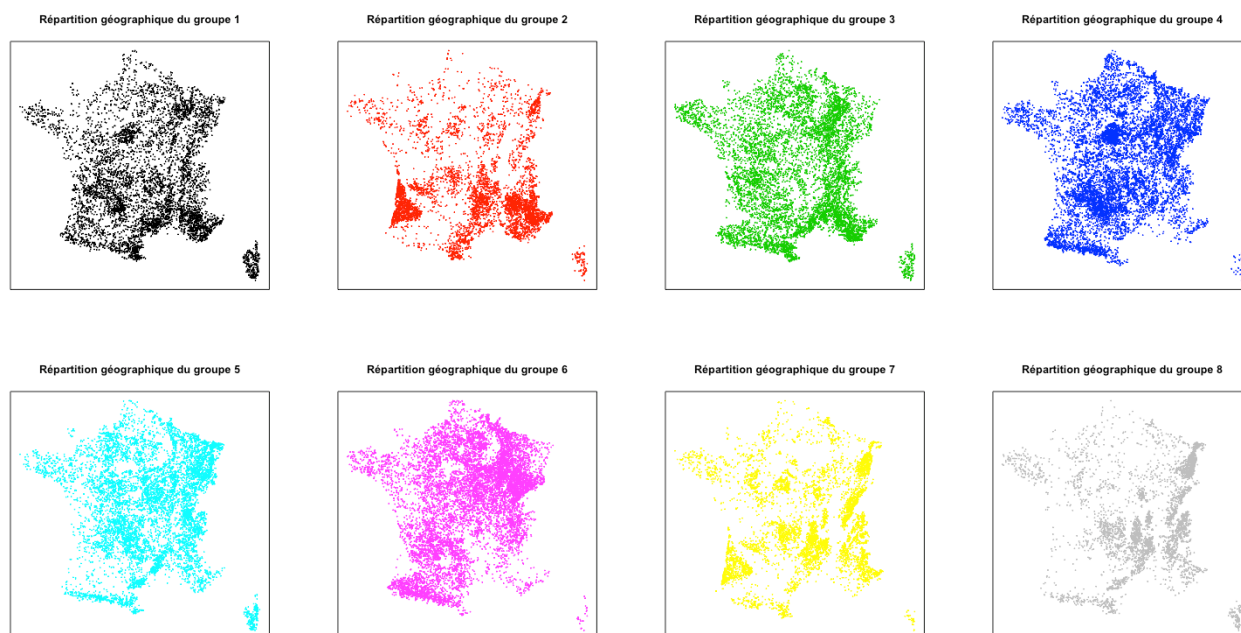 Répartition géographique du groupe 1
Répartition géographique du groupe 2
Répartition géographique du groupe 3
Répartition géographique du groupe 4
Répartition géographique du groupe 5
Répartition géographique du groupe 6
Répartition géographique du groupe 7
Répartition géographique du groupe 8